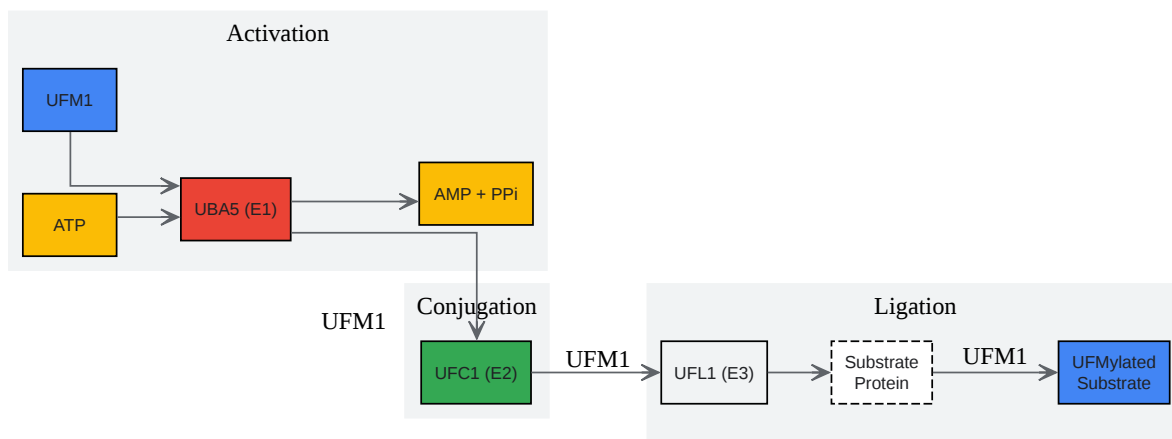 Activation
UFM1
ATP
UBA5 (E1)
AMP + PPi
UFM1
Conjugation
UFC1 (E2)
UFM1
Ligation
UFL1 (E3)
Substrate
Protein
UFM1
UFMylated
Substrate